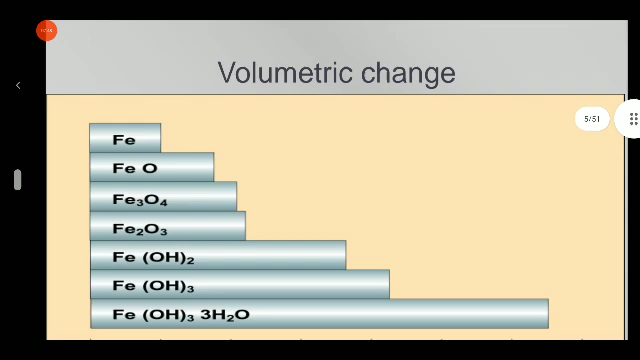 Volumetric change
5/51
Fe
Fe O
Fe₃O₄
Fe₂O₃
Fe (OH)₂
Fe (OH)₃
Fe (OH)₃ 3H₂O